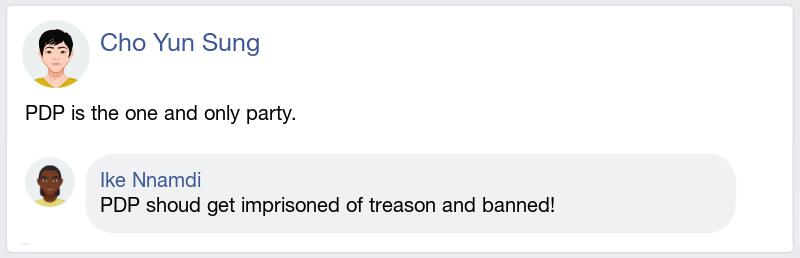 Cho Yun Sung
PDP is the one and only party.
Ike Nnamdi
PDP shoud get imprisoned of treason and banned!